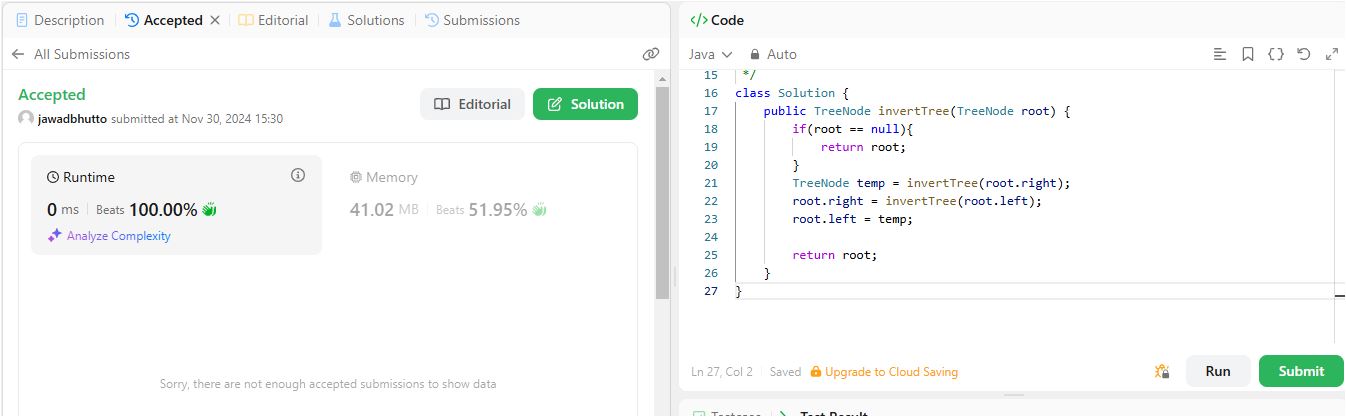 Description Accepted Editorial Solutions Submissions
All Submissions
Accepted
jawadbhutto submitted at Nov 30, 2024 15:30
Editorial Solution
Runtime
0 ms Beats 100.00%
Analyze Complexity
Memory
41.02 MB Beats 51.95%
Sorry, there are not enough accepted submissions to show data
</> Code
Java Auto
15 */
16 class Solution {
17 public TreeNode invertTree(TreeNode root) {
18 if(root == null){
19 return root;
20 }
21 TreeNode temp = invertTree(root.right);
22 root.right = invertTree(root.left);
23 root.left = temp;
24
25 return root;
26 }
27 }
Ln 27, Col 2 Saved Upgrade to Cloud Saving Run Submit
Testcase Test Result